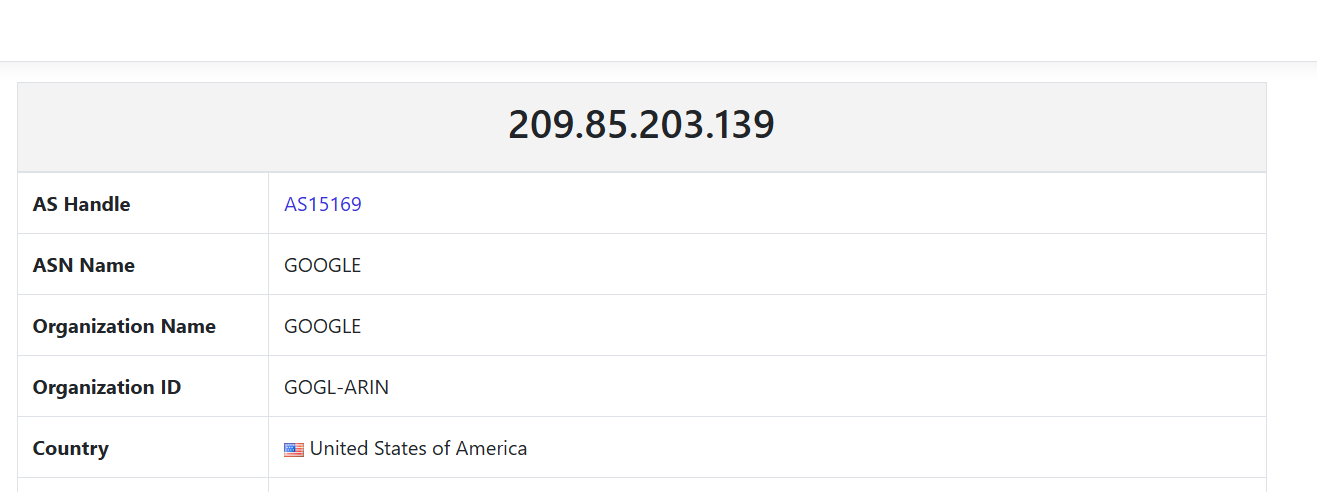 209.85.203.139
AS Handle AS15169
ASN Name GOOGLE
Organization Name GOOGLE
Organization ID GOGL-ARIN
Country United States of America